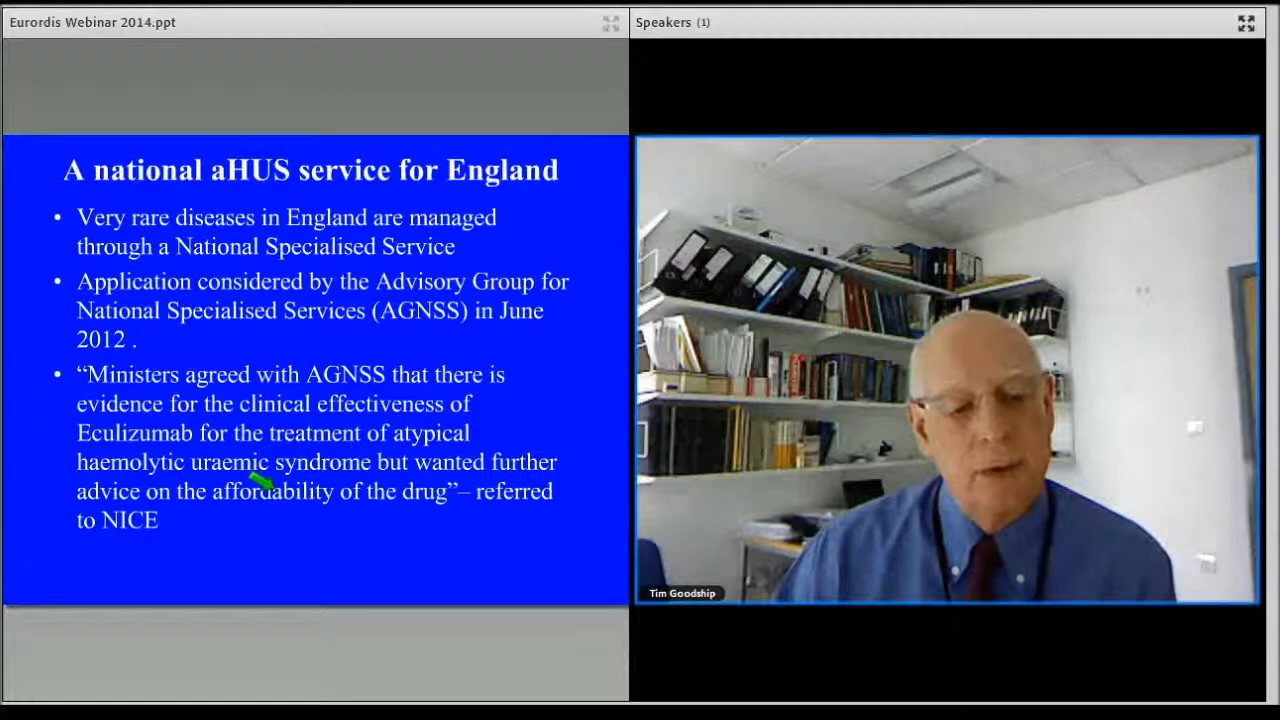 Eurordis Webinar 2014.ppt
Speakers (1)
A national aHUS service for England
• Very rare diseases in England are managed
through a National Specialised Service
• Application considered by the Advisory Group for
National Specialised Services (AGNSS) in June
2012 .
• “Ministers agreed with AGNSS that there is
evidence for the clinical effectiveness of
Eculizumab for the treatment of atypical
haemolytic uraemic syndrome but wanted further
advice on the affordability of the drug”– referred
to NICE
Tim Goodship